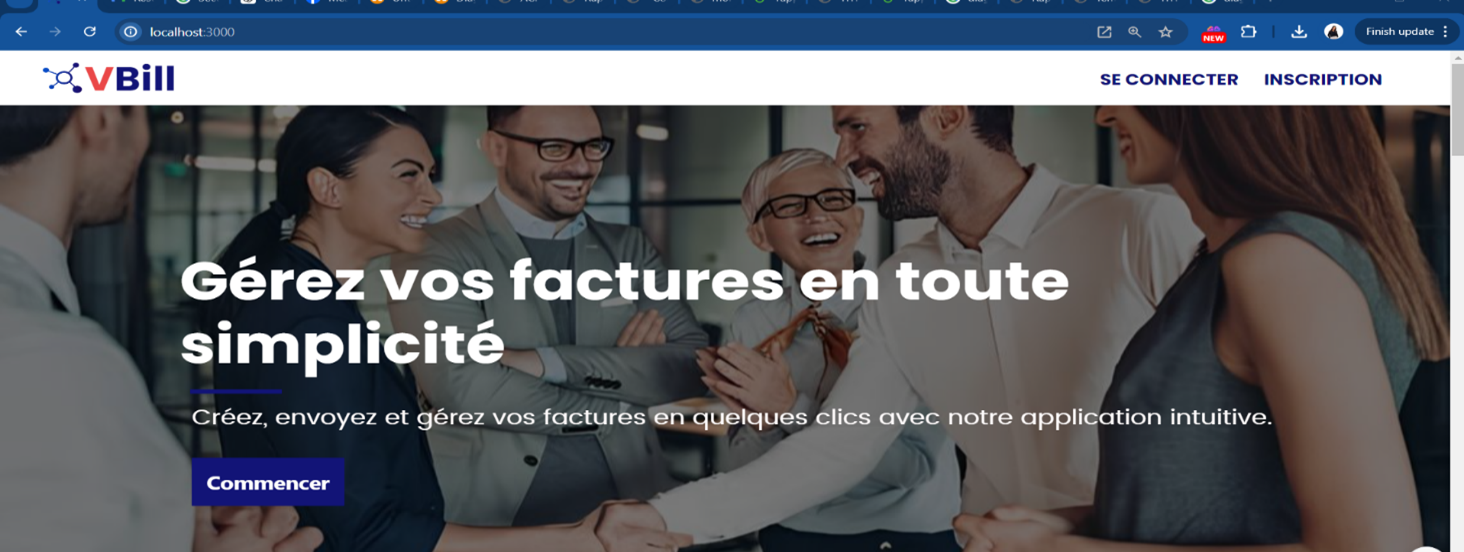 localhost:3000
NEW
Finish update
VBill
SE CONNECTER INSCRIPTION
Gérez vos factures en toute
simplicité
Créez, envoyez et gérez vos factures en quelques clics avec notre application intuitive.
Commencer